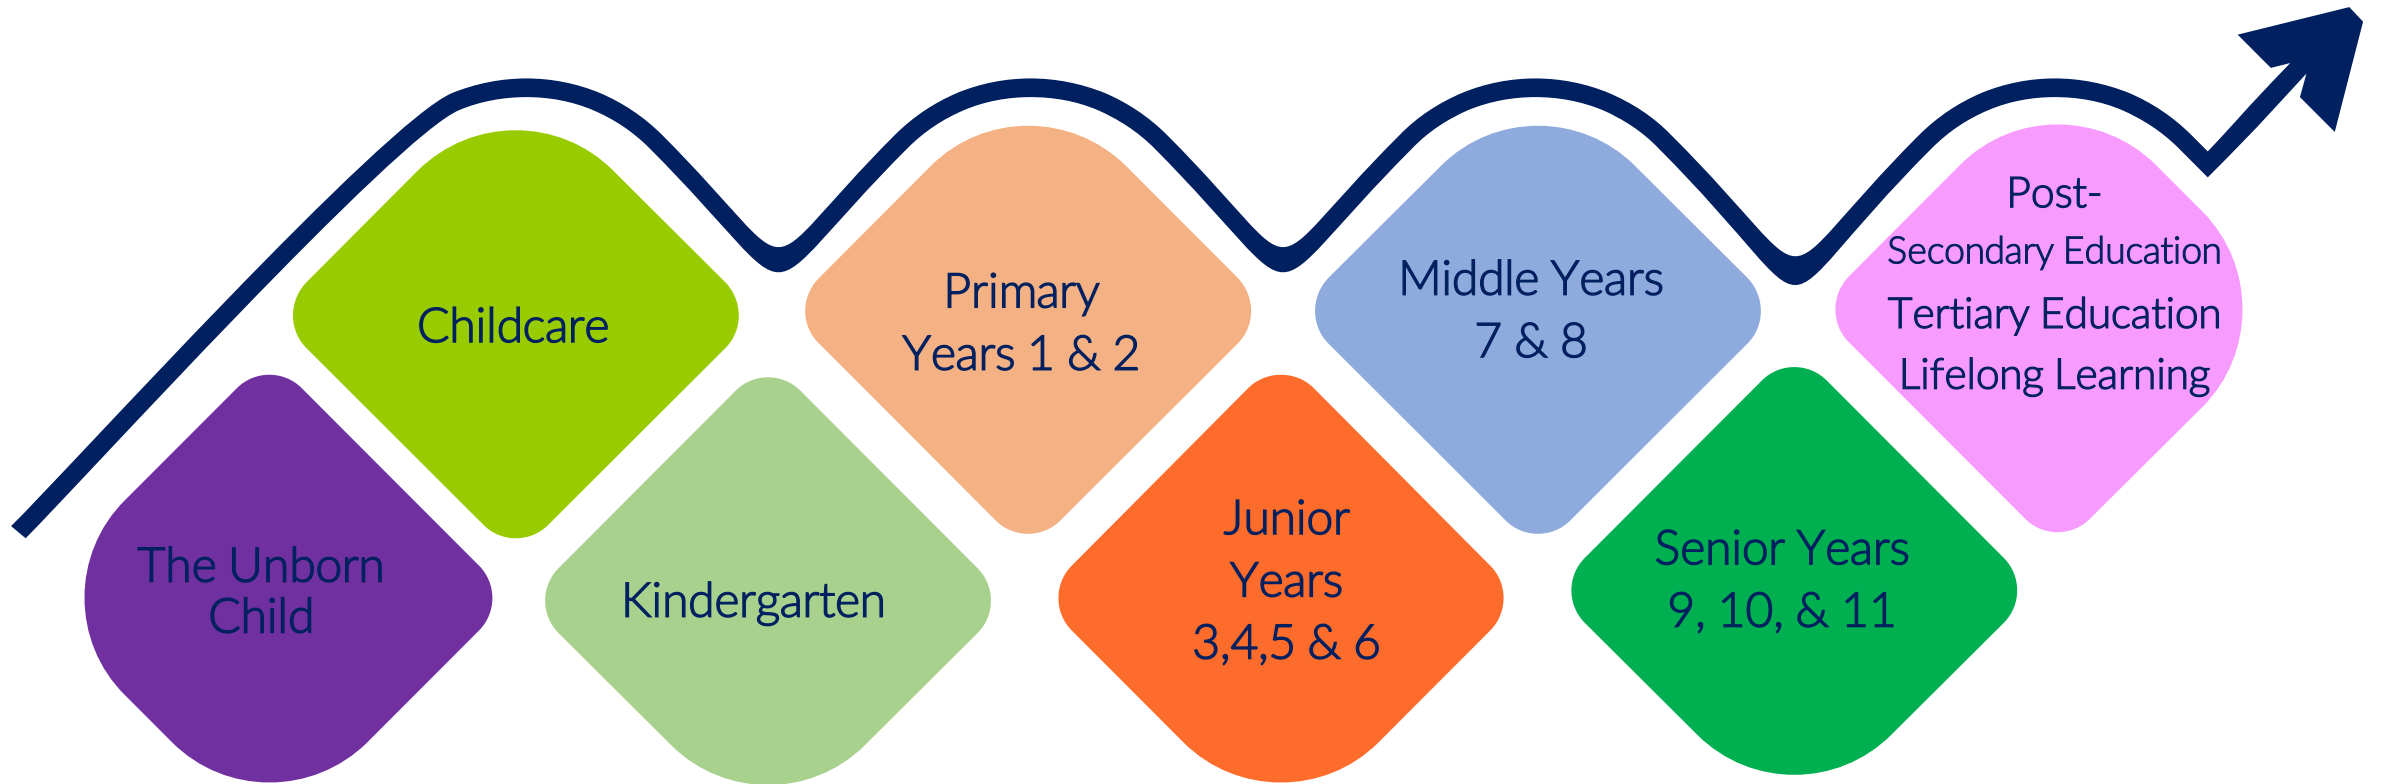 The Unborn
Child
Childcare
Kindergarten
Primary
Years 1 & 2
Junior
Years
3,4,5 & 6
Middle Years
7 & 8
Senior Years
9, 10, & 11
Post-
Secondary Education
Tertiary Education
Lifelong Learning